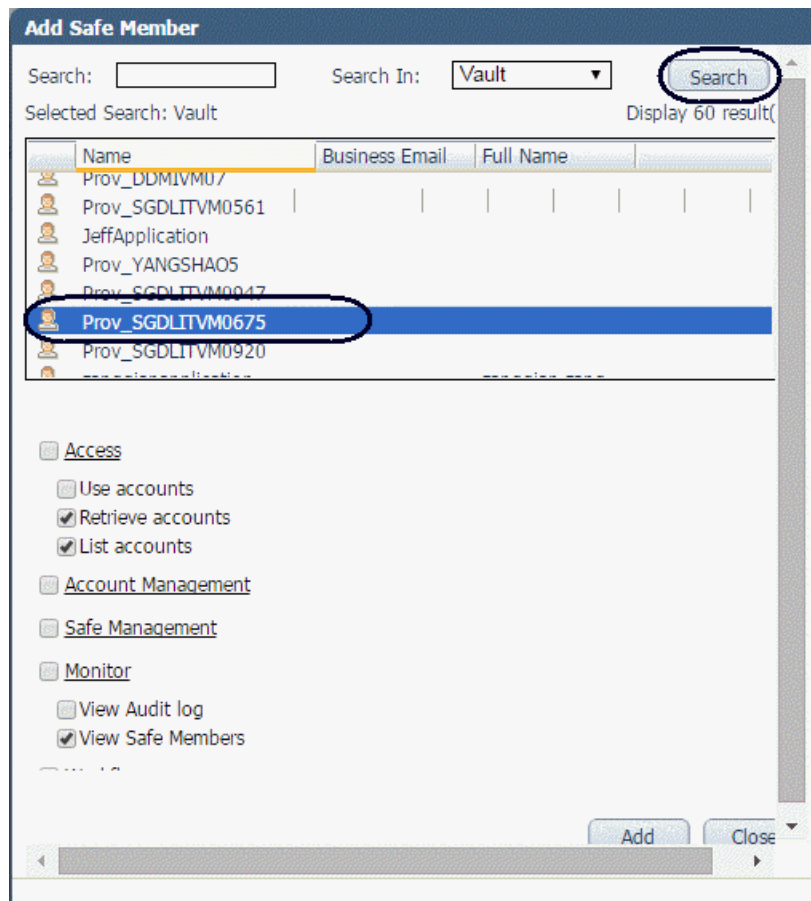 Add Safe Member
Search: Search In: Vault Search
Selected Search: Vault Display 60 result(
Name Business Email Full Name
Prov_DDMIVM07
Prov_SGDLITVM0561
JeffApplication
Prov_YANGSHAO5
Prov_SGDLITVM0947
Prov_SGDLITVM0675
Prov_SGDLITVM0920
Access
Use accounts
Retrieve accounts
List accounts
Account Management
Safe Management
Monitor
View Audit log
View Safe Members
Add Close